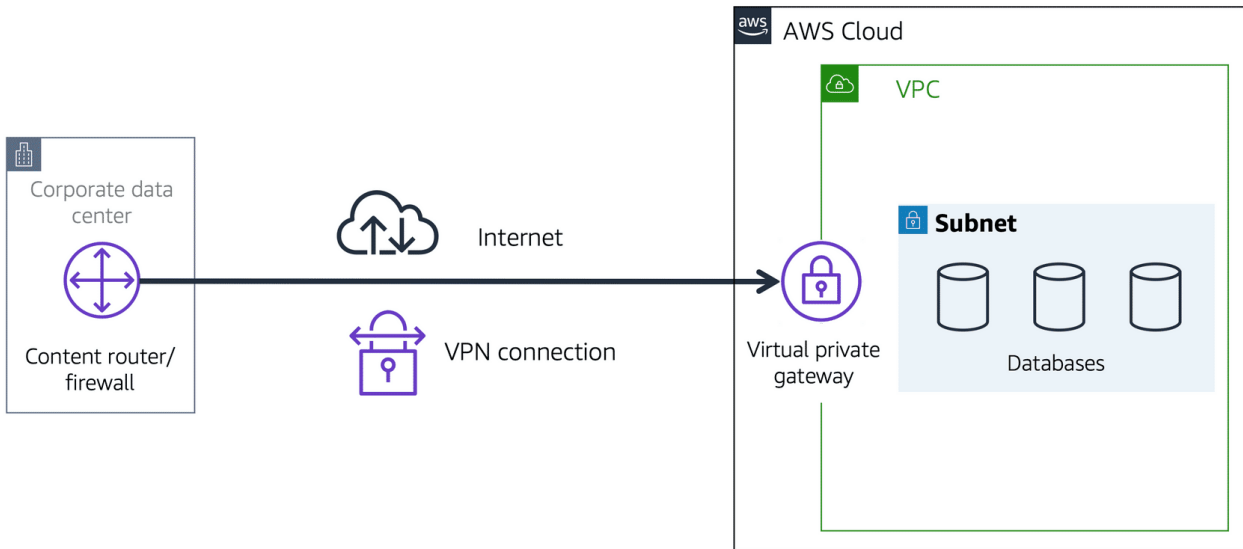 aws
AWS Cloud
VPC
Corporate data
center
Internet
Subnet
Content router/
firewall
VPN connection
Virtual private
gateway
Databases